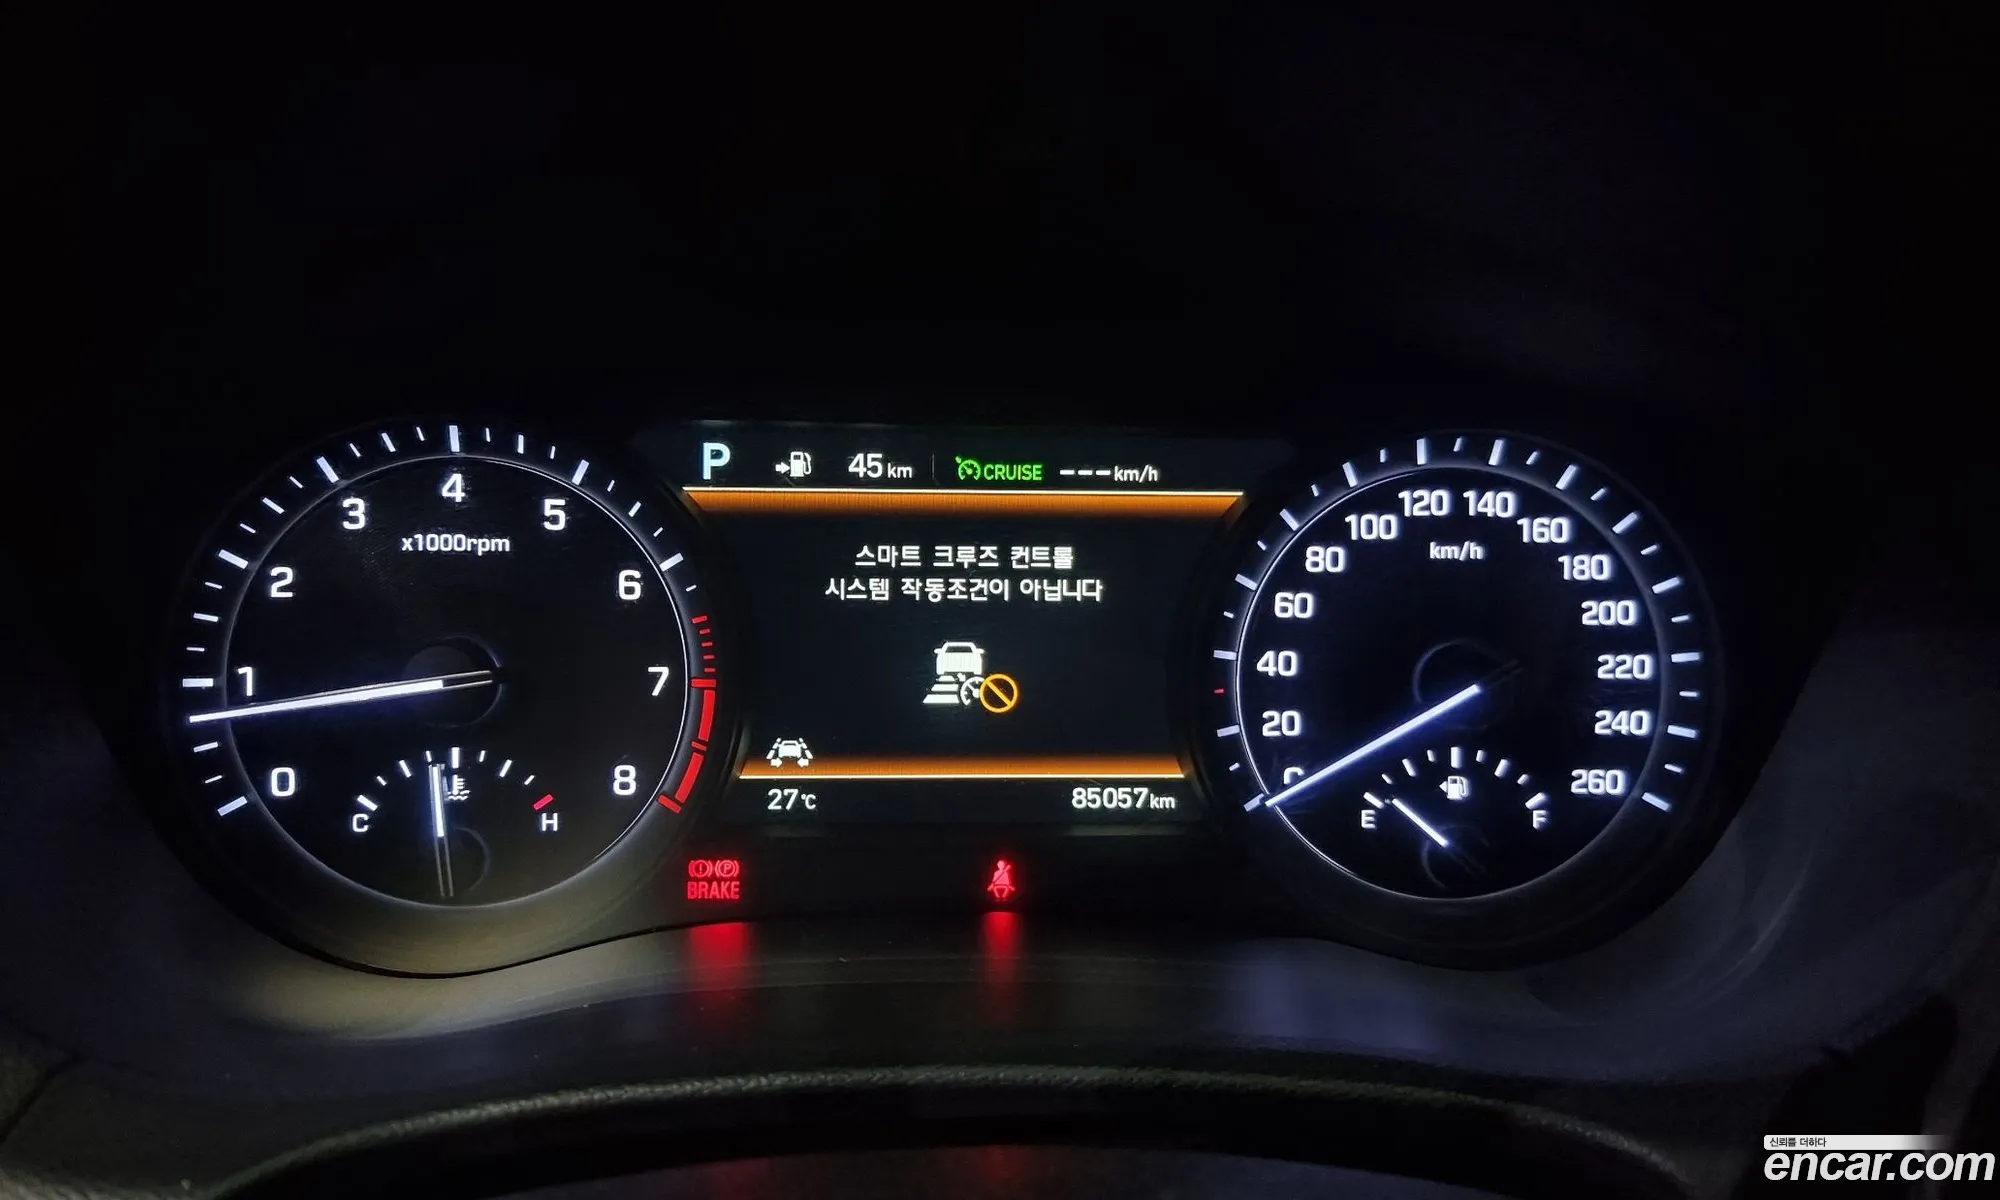 P 45 km CRUISE ---km/h
스마트 크루즈 컨트롤
시스템 작동조건이 아닙니다
27℃ 85057km
BRAKE
0 1 2 3 4 5 6 7 8
x1000rpm
C H
0 20 40 60 80 100 120 140 160 180 200 220 240 260
km/h
E F
신뢰를 더하다
encar.com